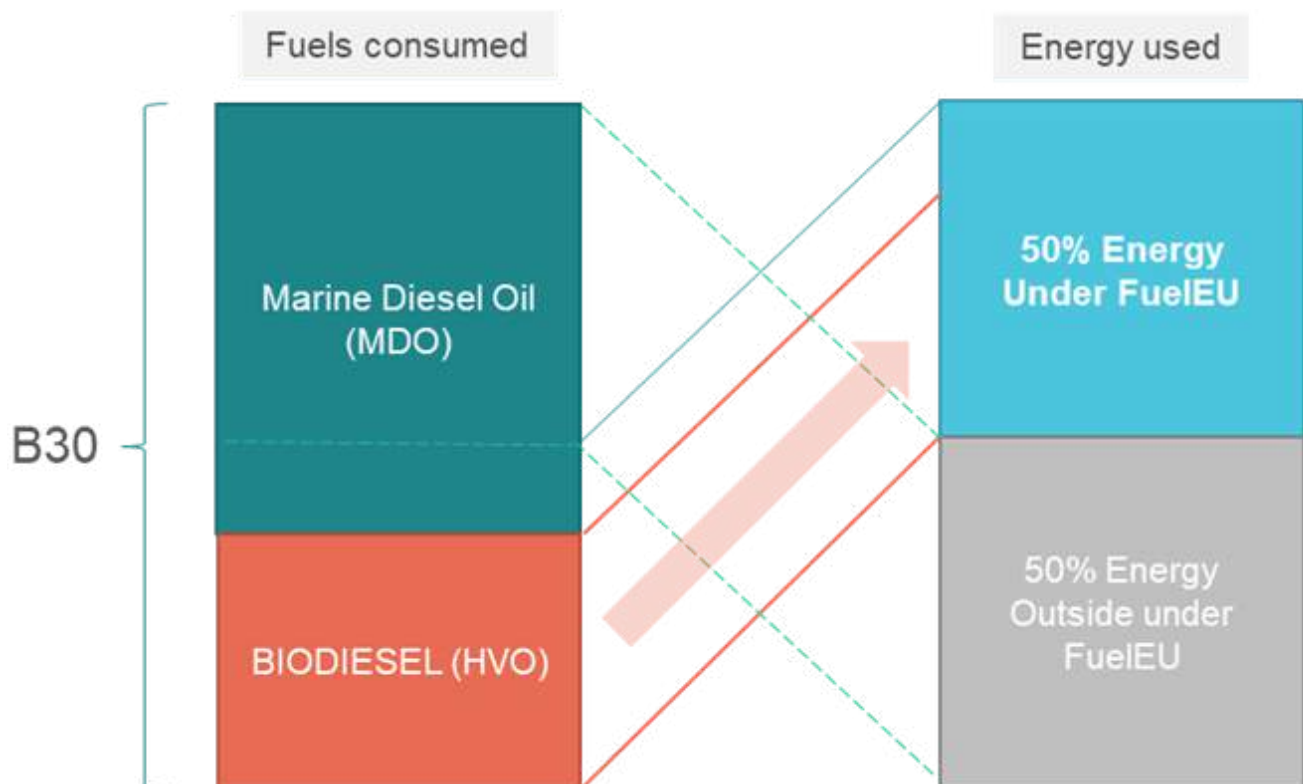 Fuels consumed
Energy used
Marine Diesel Oil
(MDO)
50% Energy
Under FuelEU
B30
BIODIESEL (HVO)
50% Energy
Outside under
FuelEU